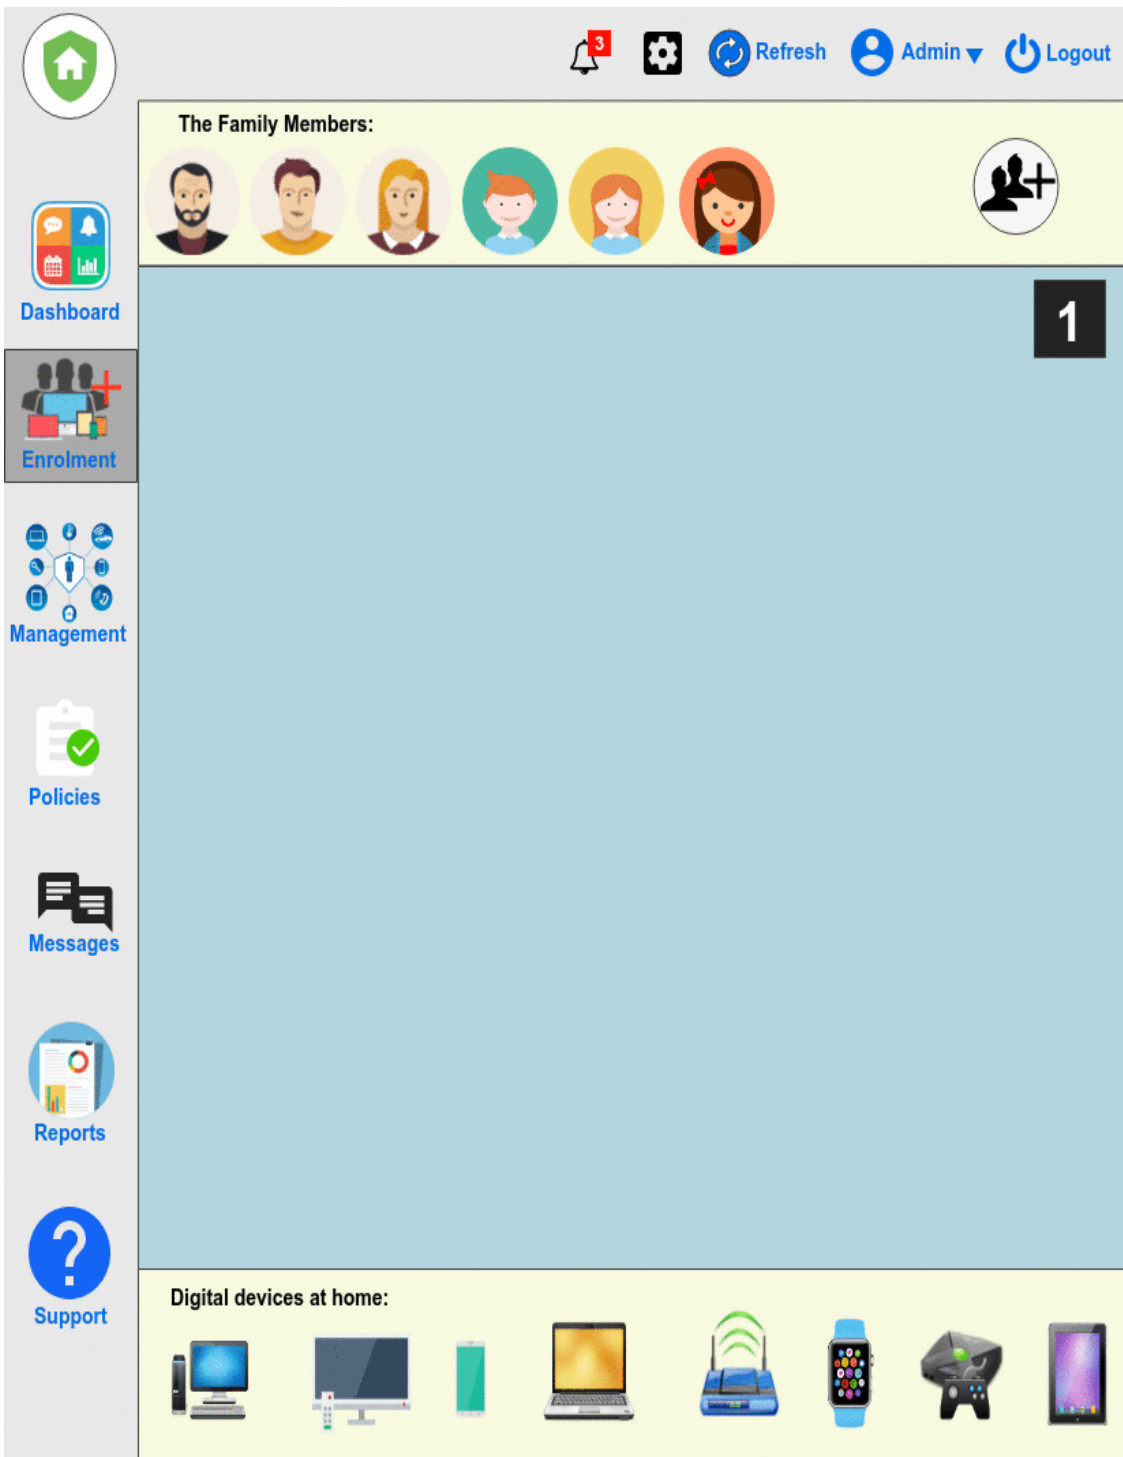 3
Refresh
Admin
Logout
The Family Members:
1
Dashboard
Enrolment
Management
Policies
Messages
Reports
Support
Digital devices at home: